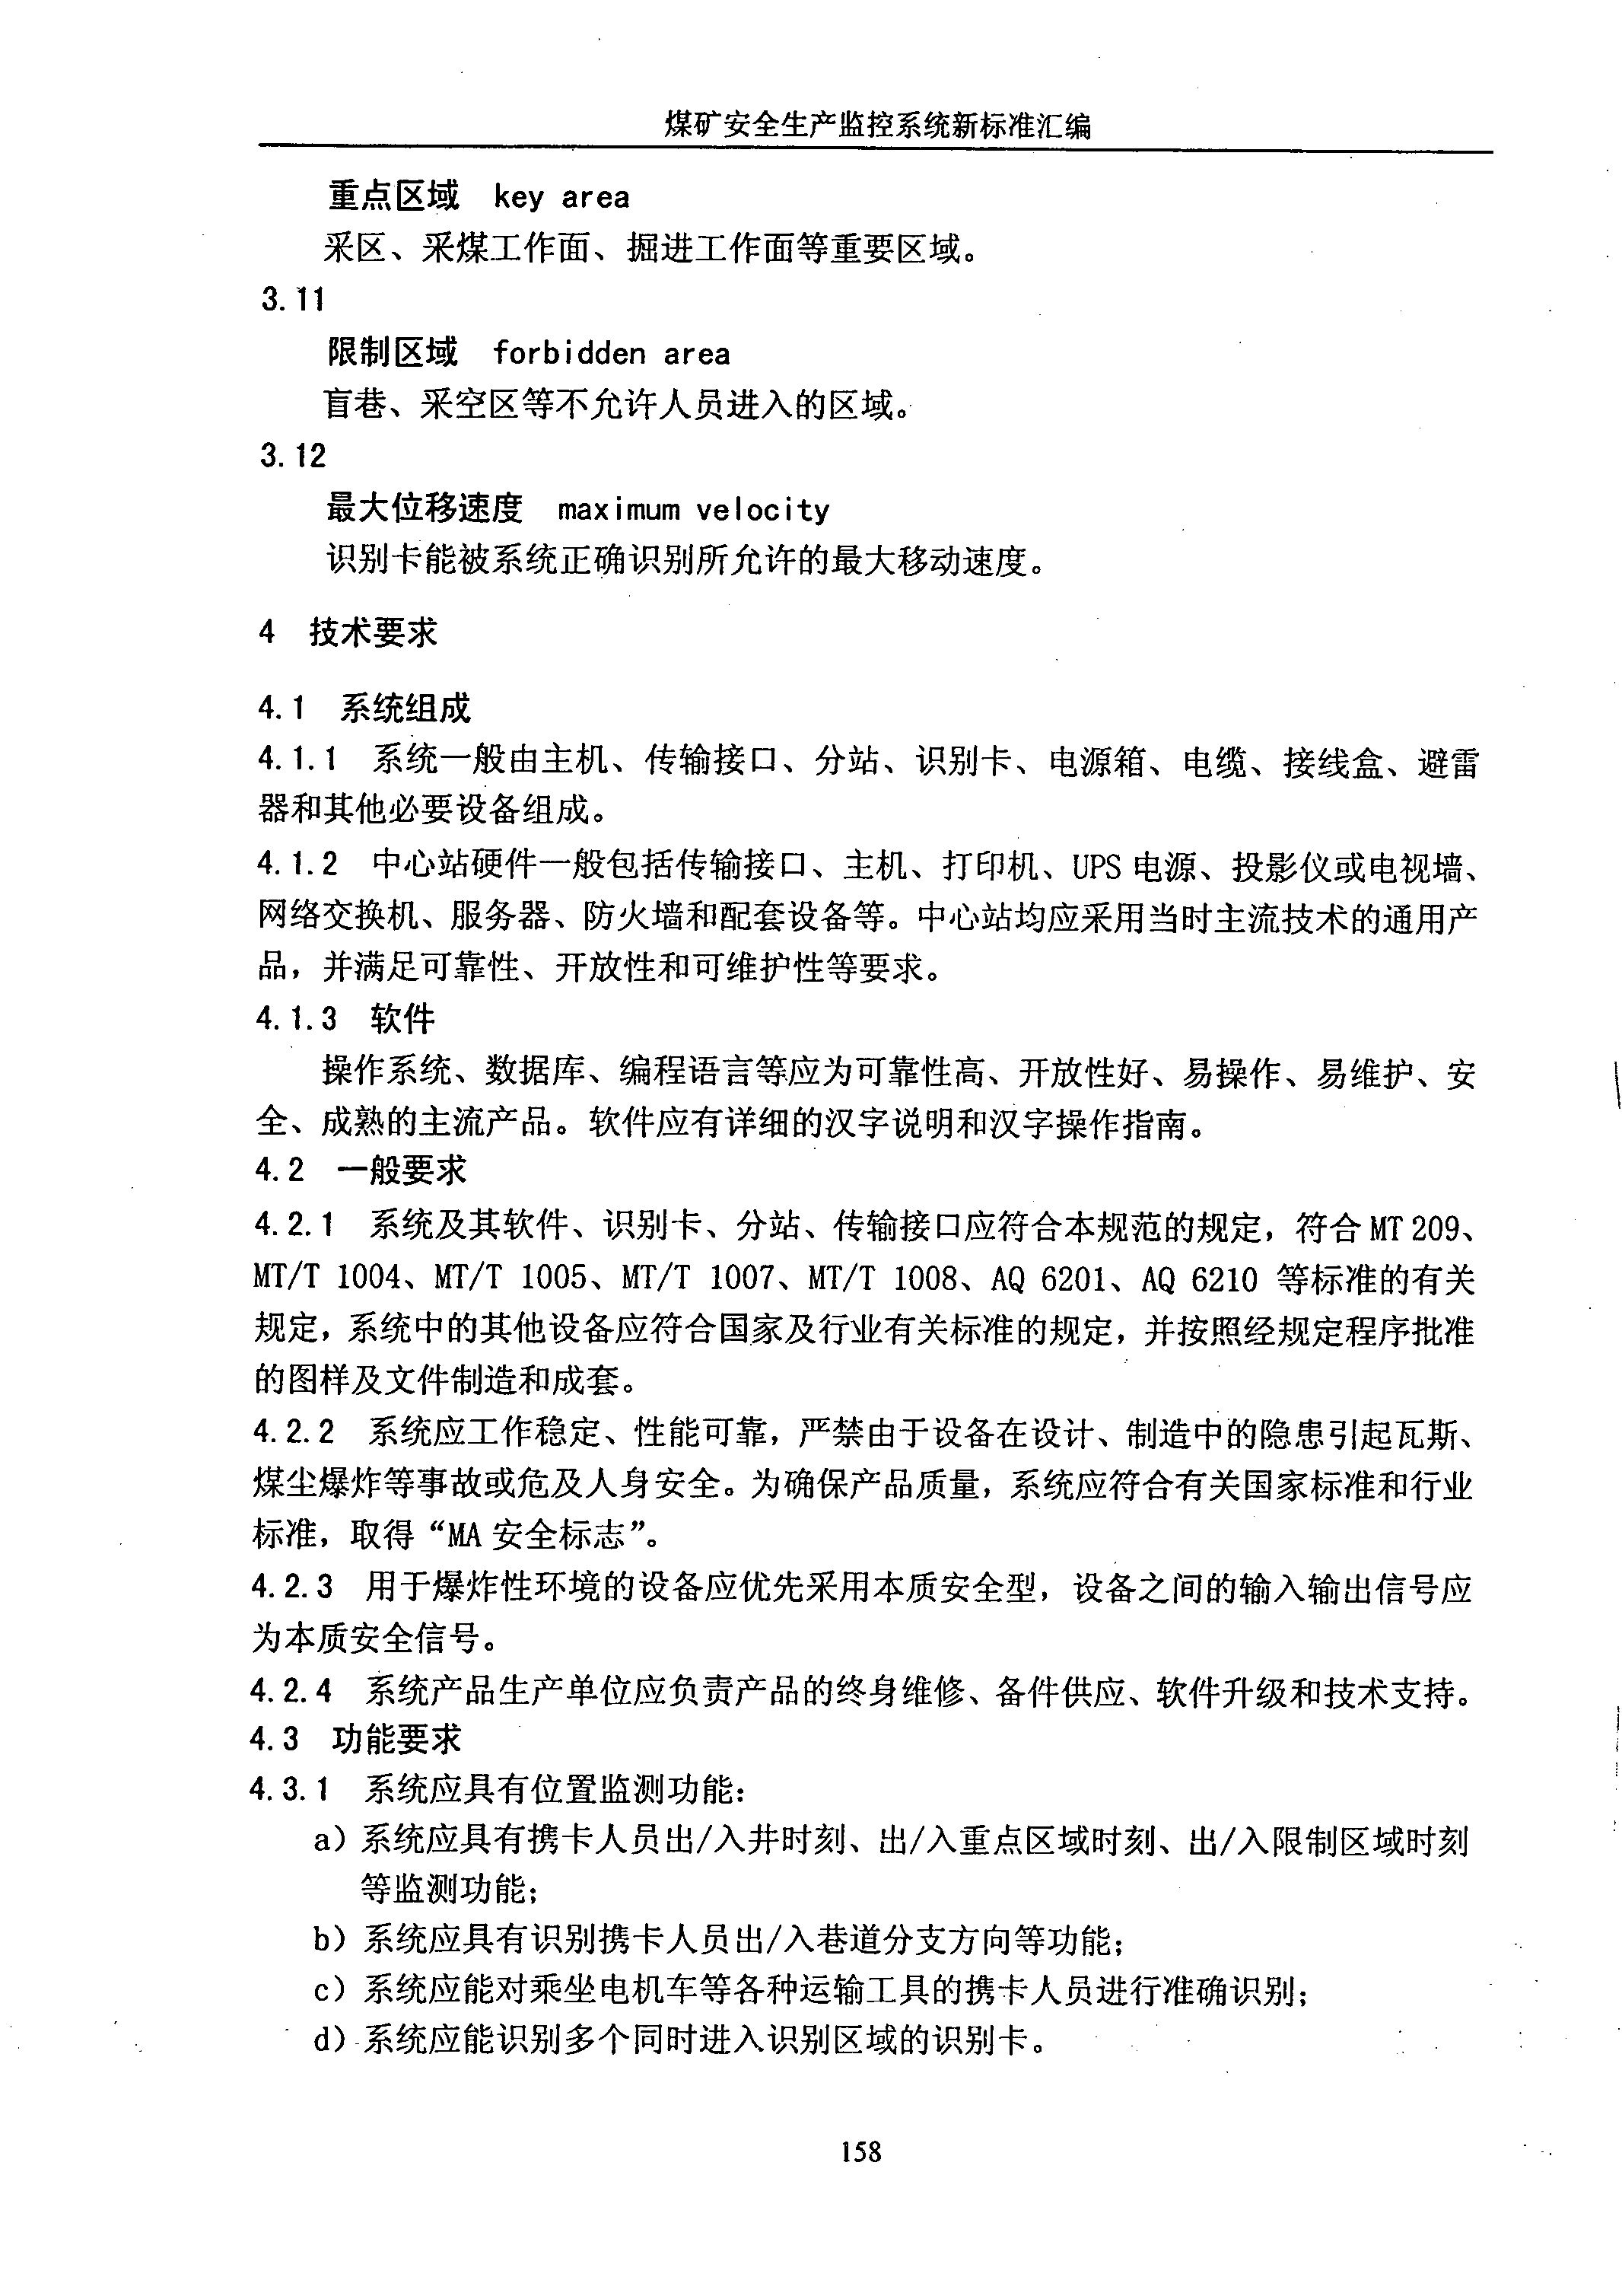 煤矿安全生产监控系统新标准汇编
重点区域 key area
采区、采煤工作面、掘进工作面等重要区域。
3.11
限制区域 forbidden area
盲巷、采空区等不允许人员进入的区域。
3.12
最大位移速度 maximum velocity
识别卡能被系统正确识别所允许的最大移动速度。
4 技术要求
4.1 系统组成
4.1.1 系统一般由主机、传输接口、分站、识别卡、电源箱、电缆、接线盒、避雷
器和其他必要设备组成。
4.1.2 中心站硬件一般包括传输接口、主机、打印机、UPS 电源、投影仪或电视墙、
网络交换机、服务器、防火墙和配套设备等。中心站均应采用当时主流技术的通用产
品，并满足可靠性、开放性和可维护性等要求。
4.1.3 软件
操作系统、数据库、编程语言等应为可靠性高、开放性好、易操作、易维护、安
全、成熟的主流产品。软件应有详细的汉字说明和汉字操作指南。
4.2 一般要求
4.2.1 系统及其软件、识别卡、分站、传输接口应符合本规范的规定，符合 MT 209、
MT/T 1004、MT/T 1005、MT/T 1007、MT/T 1008、AQ 6201、AQ 6210 等标准的有关
规定，系统中的其他设备应符合国家及行业有关标准的规定，并按照经规定程序批准
的图样及文件制造和成套。
4.2.2 系统应工作稳定、性能可靠，严禁由于设备在设计、制造中的隐患引起瓦斯、
煤尘爆炸等事故或危及人身安全。为确保产品质量，系统应符合有关国家标准和行业
标准，取得“MA 安全标志”。
4.2.3 用于爆炸性环境的设备应优先采用本质安全型，设备之间的输入输出信号应
为本质安全信号。
4.2.4 系统产品生产单位应负责产品的终身维修、备件供应、软件升级和技术支持。
4.3 功能要求
4.3.1 系统应具有位置监测功能：
a）系统应具有携卡人员出/入井时刻、出/入重点区域时刻、出/入限制区域时刻
等监测功能；
b）系统应具有识别携卡人员出/入巷道分支方向等功能；
c）系统应能对乘坐电机车等各种运输工具的携卡人员进行准确识别；
d）系统应能识别多个同时进入识别区域的识别卡。
158